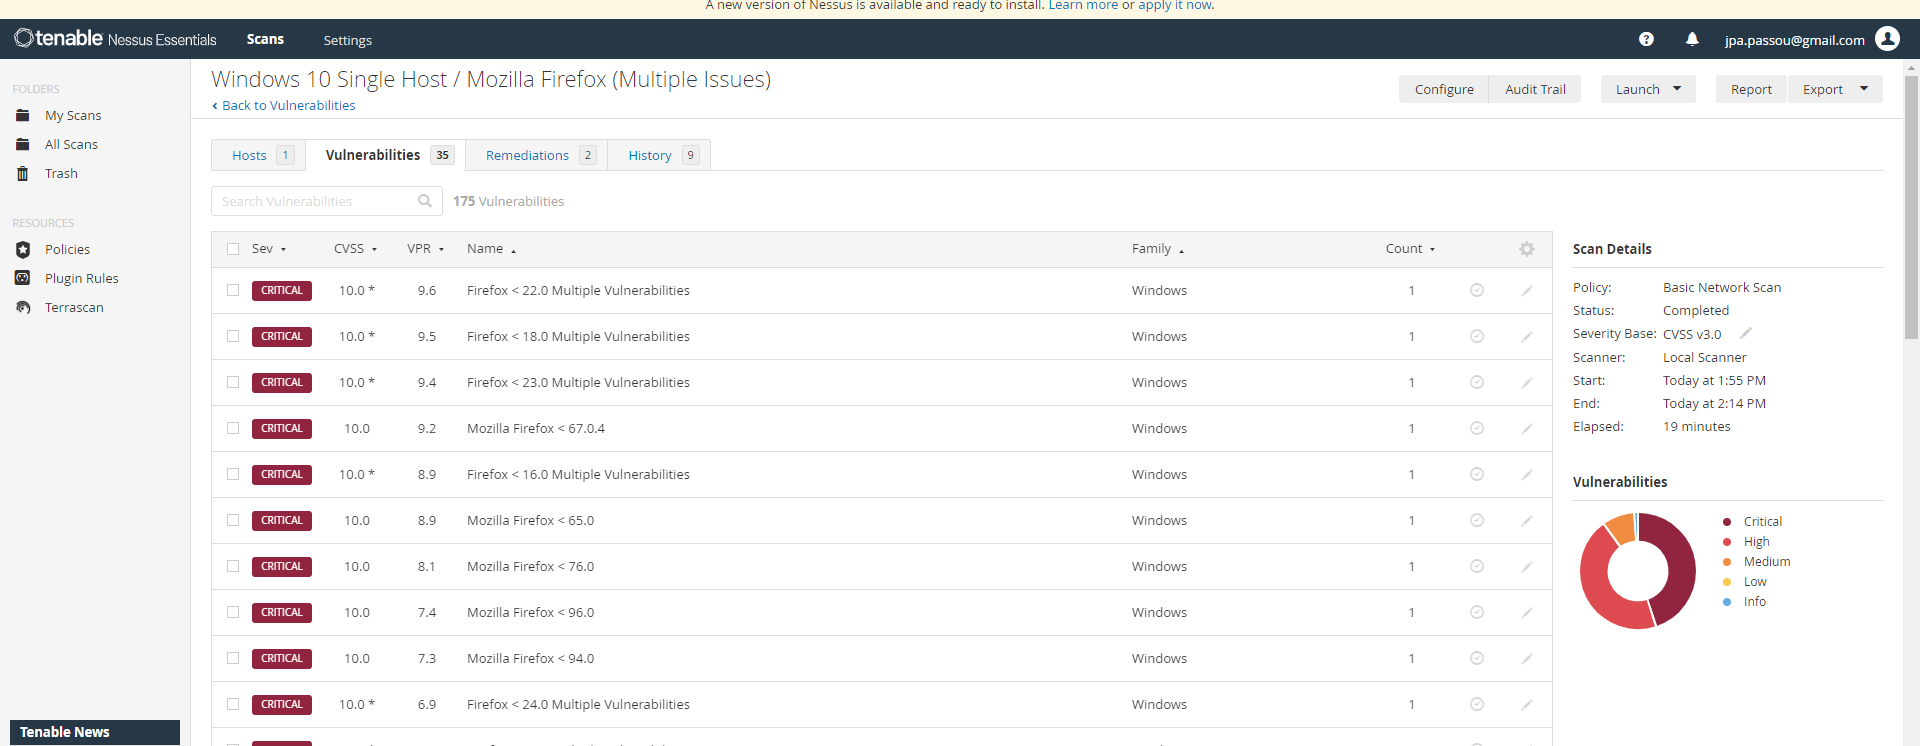 A new version of Nessus is available and ready to install. Learn more or apply it now.
tenable Nessus Essentials Scans Settings jpa.passou@gmail.com
FOLDERS
My Scans
All Scans
Trash
RESOURCES
Policies
Plugin Rules
Terrascan
Tenable News
Windows 10 Single Host / Mozilla Firefox (Multiple Issues)
‹ Back to Vulnerabilities
Configure Audit Trail Launch Report Export
Hosts 1 Vulnerabilities 35 Remediations 2 History 9
Search Vulnerabilities 175 Vulnerabilities
Sev CVSS VPR Name Family Count
CRITICAL 10.0 * 9.6 Firefox < 22.0 Multiple Vulnerabilities Windows 1
CRITICAL 10.0 * 9.5 Firefox < 18.0 Multiple Vulnerabilities Windows 1
CRITICAL 10.0 * 9.4 Firefox < 23.0 Multiple Vulnerabilities Windows 1
CRITICAL 10.0 9.2 Mozilla Firefox < 67.0.4 Windows 1
CRITICAL 10.0 * 8.9 Firefox < 16.0 Multiple Vulnerabilities Windows 1
CRITICAL 10.0 8.9 Mozilla Firefox < 65.0 Windows 1
CRITICAL 10.0 8.1 Mozilla Firefox < 76.0 Windows 1
CRITICAL 10.0 7.4 Mozilla Firefox < 96.0 Windows 1
CRITICAL 10.0 7.3 Mozilla Firefox < 94.0 Windows 1
CRITICAL 10.0 * 6.9 Firefox < 24.0 Multiple Vulnerabilities Windows 1
Scan Details
Policy: Basic Network Scan
Status: Completed
Severity Base: CVSS v3.0
Scanner: Local Scanner
Start: Today at 1:55 PM
End: Today at 2:14 PM
Elapsed: 19 minutes
Vulnerabilities
Critical
High
Medium
Low
Info